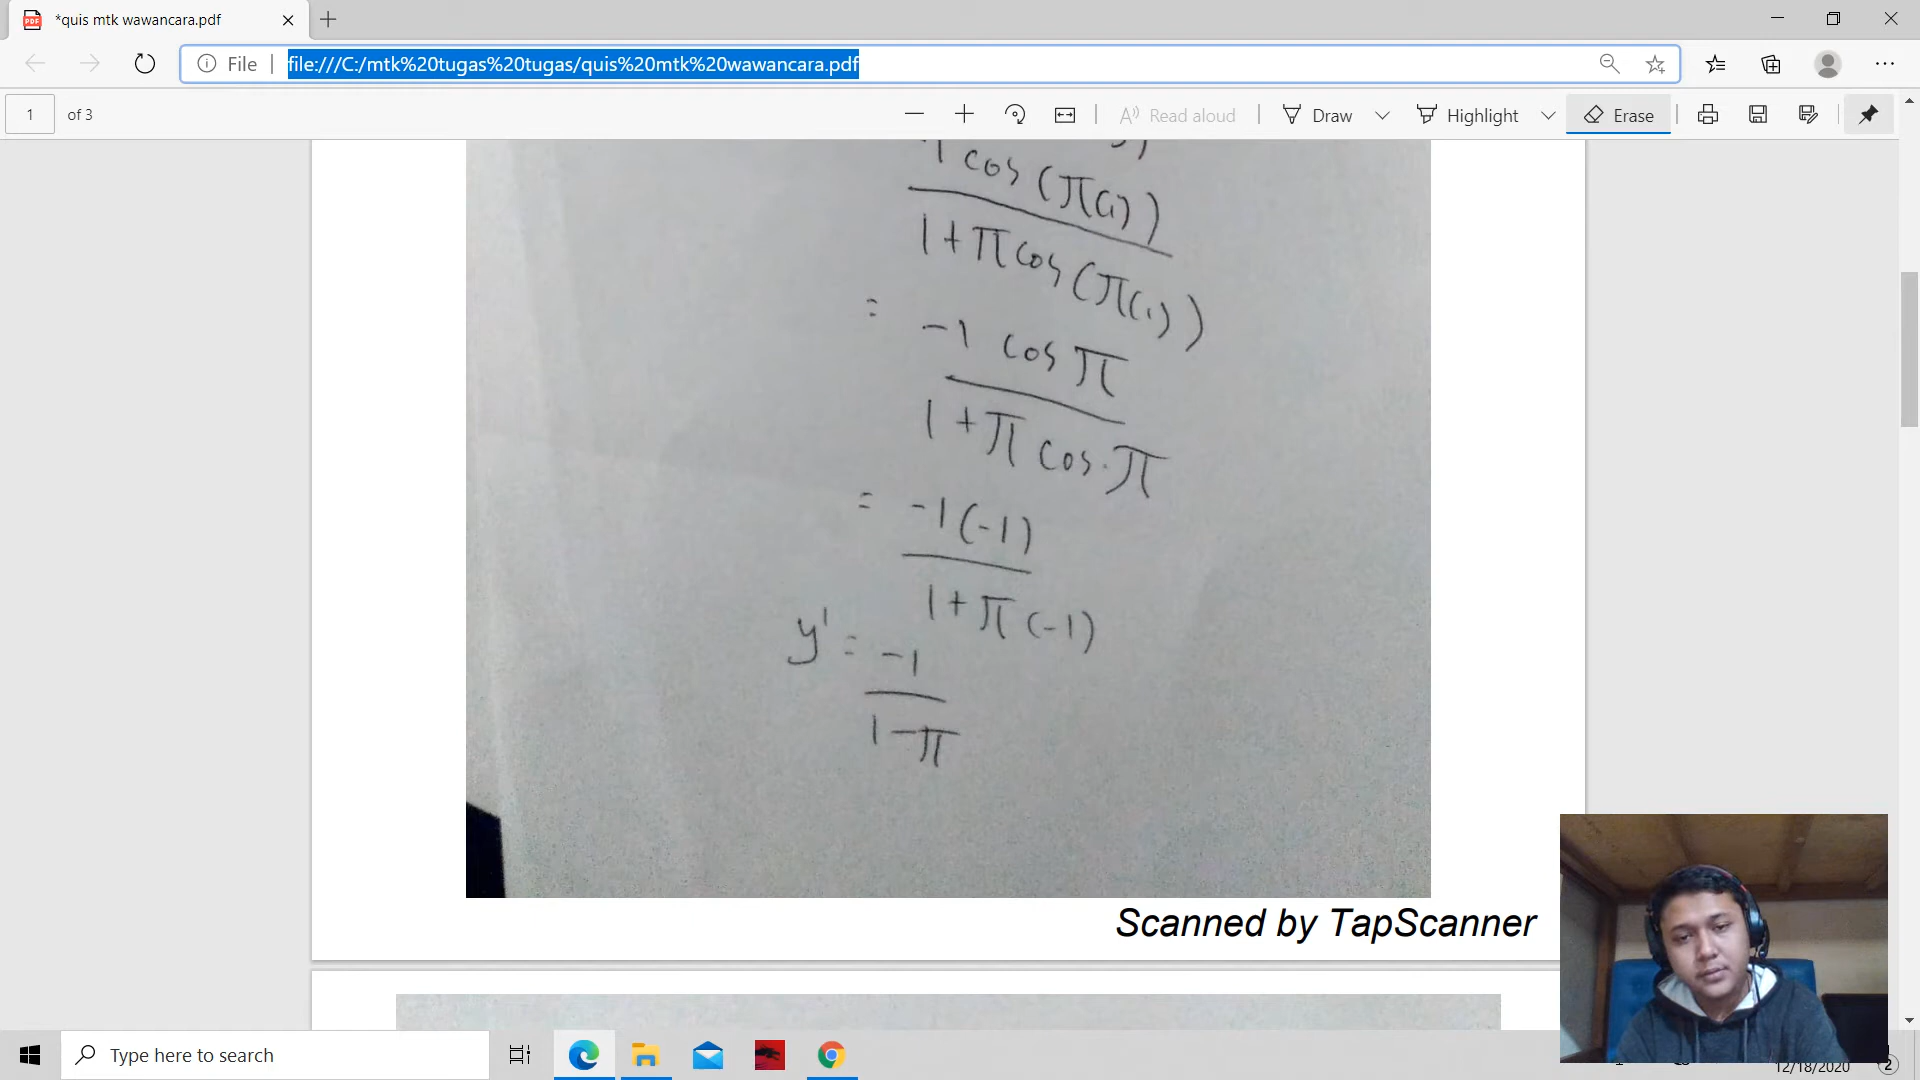 *quis mtk wawancara.pdf
File
file:///C:/mtk%20tugas%20tugas/quis%20mtk%20wawancara.pdf
1 of 3
Read aloud
Draw
Highlight
Erase
-1 cos (π(1))
1+π cos (π(1))
= -1 cos π
1+π cos.π
= -1(-1)
1+π(-1)
y' = -1
1-π
Scanned by TapScanner
Type here to search
12/18/2020
2